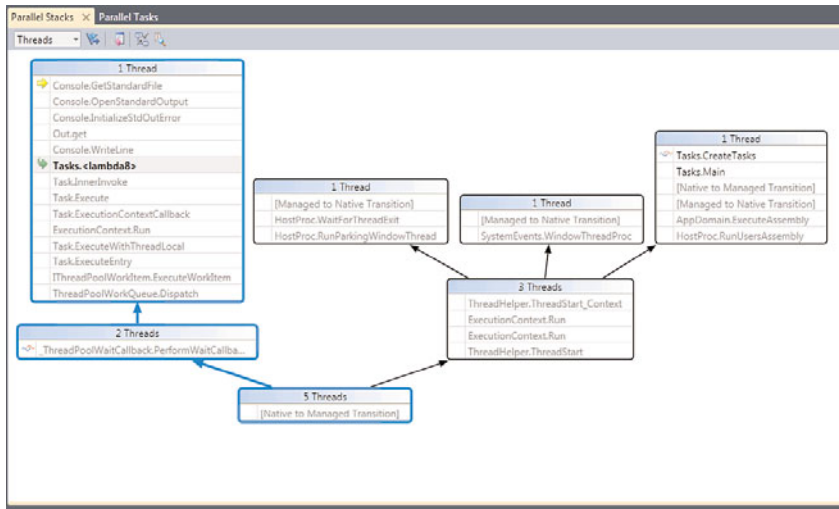 Parallel Stacks Parallel Tasks
Threads
1 Thread
Console.GetStandardFile
Console.OpenStandardOutput
Console.InitializeStdOutError
Out.get
Console.WriteLine
Tasks.<lambda8>
Task.InnerInvoke
Task.Execute
Task.ExecutionContextCallback
ExecutionContext.Run
Task.ExecuteWithThreadLocal
Task.ExecuteEntry
IThreadPoolWorkItem.ExecuteWorkItem
ThreadPoolWorkQueue.Dispatch
1 Thread
[Managed to Native Transition]
HostProc.WaitForThreadExit
HostProc.RunParkingWindowThread
1 Thread
[Managed to Native Transition]
SystemEvents.WindowThreadProc
1 Thread
Tasks.CreateTasks
Tasks.Main
[Native to Managed Transition]
[Managed to Native Transition]
AppDomain.ExecuteAssembly
HostProc.RunUsersAssembly
2 Threads
_ThreadPoolWaitCallback.PerformWaitCallba...
3 Threads
ThreadHelper.ThreadStart_Context
ExecutionContext.Run
ExecutionContext.Run
ThreadHelper.ThreadStart
5 Threads
[Native to Managed Transition]